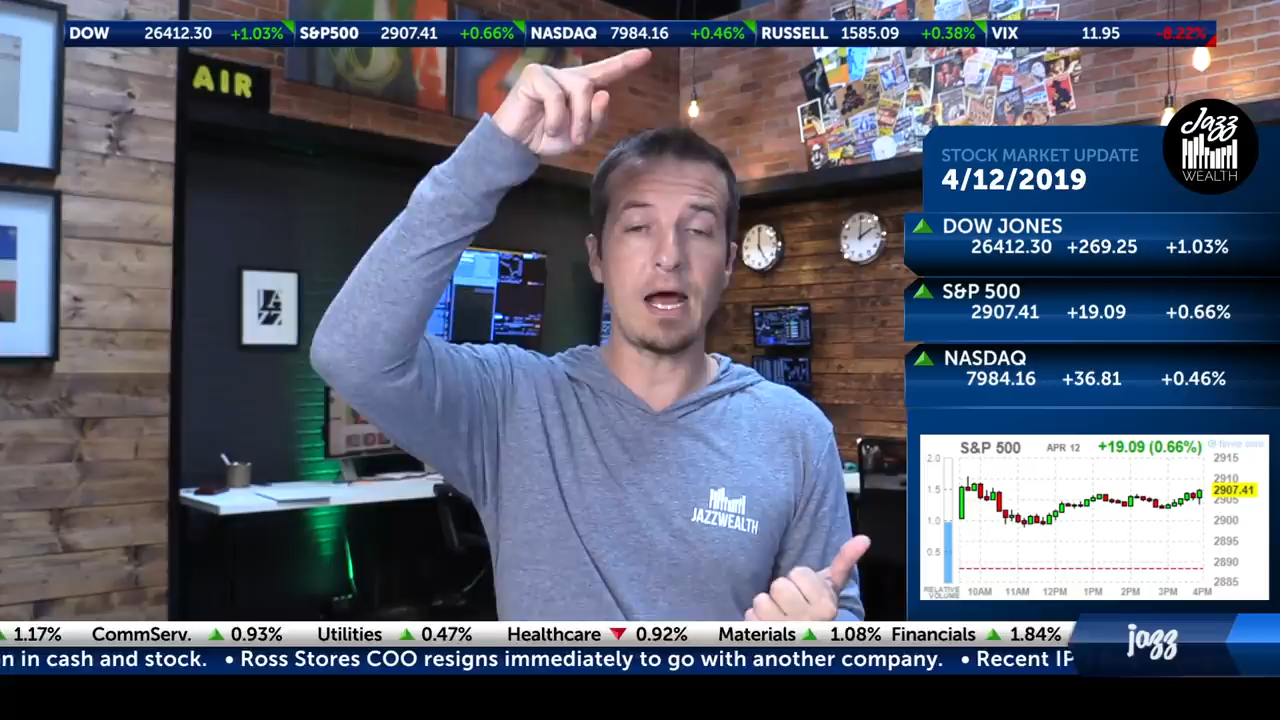 DOW 26412.30 +1.03% S&P500 2907.41 +0.66% NASDAQ 7984.16 +0.46% RUSSELL 1585.09 +0.38% VIX 11.95 -8.22%
AIR
Jazz
WEALTH
STOCK MARKET UPDATE
4/12/2019
DOW JONES
26412.30 +269.25 +1.03%
S&P 500
2907.41 +19.09 +0.66%
NASDAQ
7984.16 +36.81 +0.46%
JA
ZZ
JAZZWEALTH
S&P 500 APR 12 +19.09 (0.66%)
2.0
1.5
1.0
0.5
2915
2910
2907.41
2905
2900
2895
2890
2885
RELATIVE
VOLUME
10AM 11AM 12PM 1PM 2PM 3PM 4PM
1.17% CommServ. 0.93% Utilities 0.47% Healthcare 0.92% Materials 1.08% Financials 1.84%
jazz
n in cash and stock. • Ross Stores COO resigns immediately to go with another company. • Recent IP